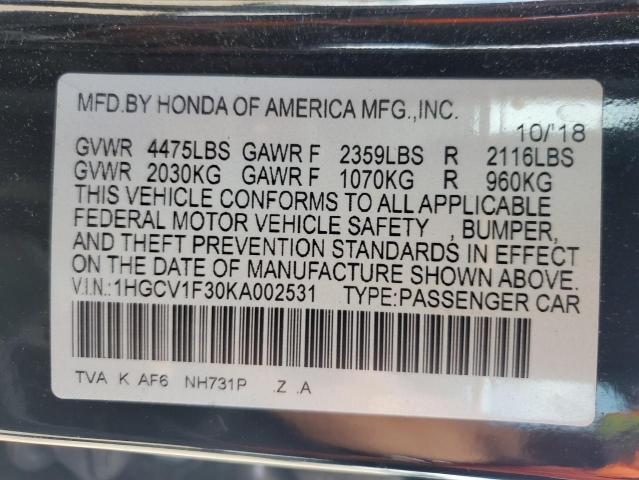 MFD.BY HONDA OF AMERICA MFG.,INC.
10/'18
GVWR 4475LBS GAWR F 2359LBS R 2116LBS
GVWR 2030KG GAWR F 1070KG R 960KG
THIS VEHICLE CONFORMS TO ALL APPLICABLE
FEDERAL MOTOR VEHICLE SAFETY , BUMPER,
AND THEFT PREVENTION STANDARDS IN EFFECT
ON THE DATE OF MANUFACTURE SHOWN ABOVE.
V.I.N.:1HGCV1F30KA002531 TYPE:PASSENGER CAR
TVA K AF6 NH731P .Z .A